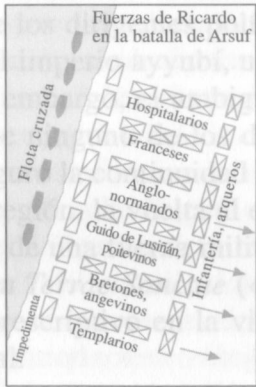 Fuerzas de Ricardo
en la batalla de Arsuf
Flota cruzada
Hospitalarios
Franceses
Anglo-
normandos
Guido de Lusiñán,
poitevinos
Bretones,
angevinos
Templarios
Infantería, arqueros
Impedimenta